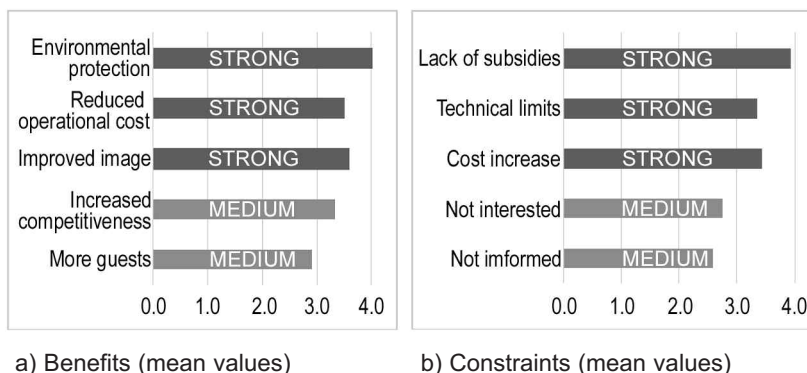 Environmental
protection
STRONG
Reduced
operational cost
STRONG
Improved image
STRONG
Increased
competitiveness
MEDIUM
More guests
MEDIUM
0.0 1.0 2.0 3.0 4.0
a) Benefits (mean values)
Lack of subsidies
STRONG
Technical limits
STRONG
Cost increase
STRONG
Not interested
MEDIUM
Not imformed
MEDIUM
0.0 1.0 2.0 3.0 4.0
b) Constraints (mean values)